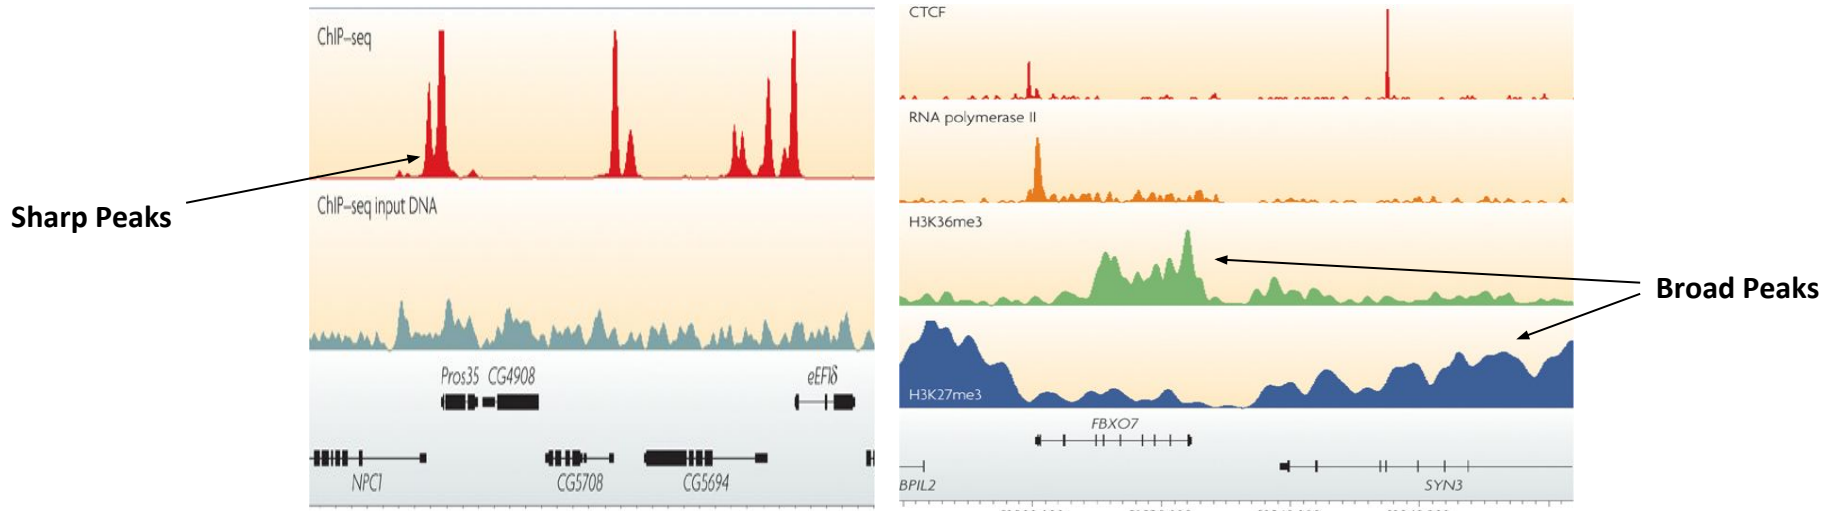 ChIP–seq
Sharp Peaks
ChIP–seq input DNA
Pros35 CG4908 eEF1δ
NPC1 CG5708 CG5694
CTCF
RNA polymerase II
H3K36me3
Broad Peaks
H3K27me3
FBXO7
BPIL2 SYN3